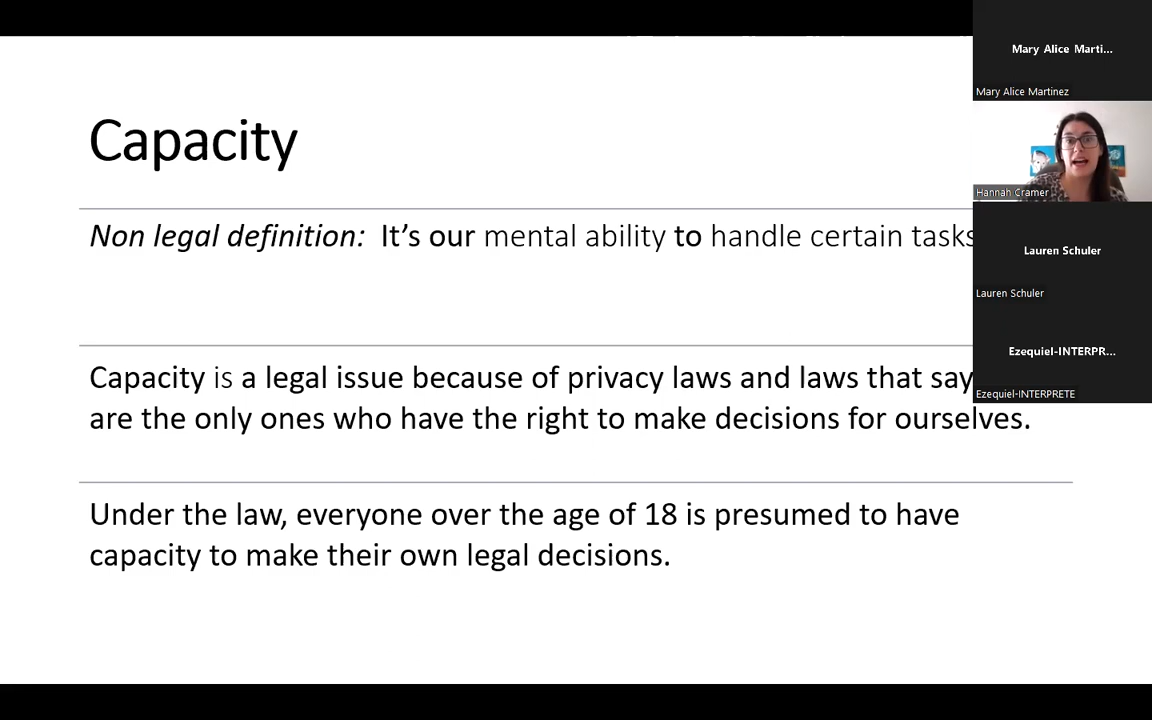 Capacity
Non legal definition: It's our mental ability to handle certain tasks
Capacity is a legal issue because of privacy laws and laws that say
are the only ones who have the right to make decisions for ourselves.
Under the law, everyone over the age of 18 is presumed to have
capacity to make their own legal decisions.
Mary Alice Marti...
Mary Alice Martinez
Hannah Cramer
Lauren Schuler
Lauren Schuler
Ezequiel-INTERPR...
Ezequiel-INTERPRETE